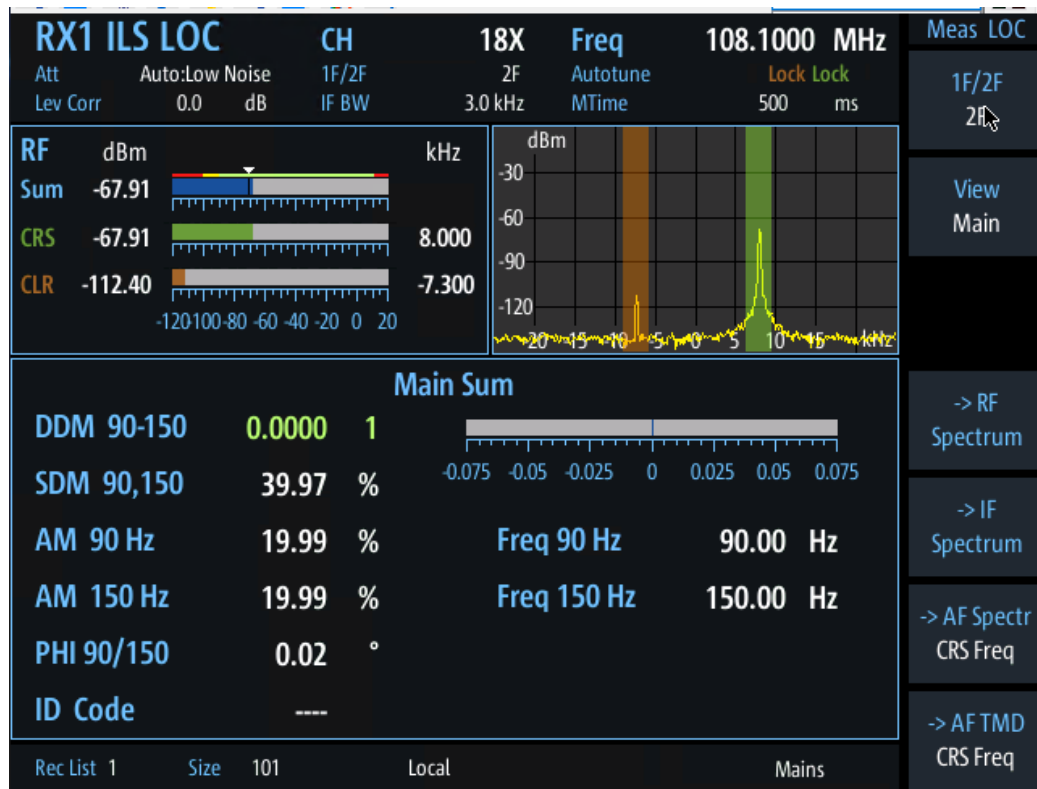 RX1 ILS LOC CH 18X Freq 108.1000 MHz
Att Auto:Low Noise 1F/2F 2F Autotune Lock Lock
Lev Corr 0.0 dB IF BW 3.0 kHz MTime 500 ms
Meas LOC
1F/2F
2F
View
Main
-> RF
Spectrum
-> IF
Spectrum
-> AF Spectr
CRS Freq
-> AF TMD
CRS Freq
RF dBm kHz
Sum -67.91
CRS -67.91 8.000
CLR -112.40 -7.300
-120 -100 -80 -60 -40 -20 0 20
dBm
-30
-60
-90
-120
-20 -15 -10 -5 0 5 10 15 kHz
Main Sum
DDM 90-150 0.0000 1
-0.075 -0.05 -0.025 0 0.025 0.05 0.075
SDM 90,150 39.97 %
AM 90 Hz 19.99 % Freq 90 Hz 90.00 Hz
AM 150 Hz 19.99 % Freq 150 Hz 150.00 Hz
PHI 90/150 0.02 °
ID Code ----
Rec List 1 Size 101 Local Mains